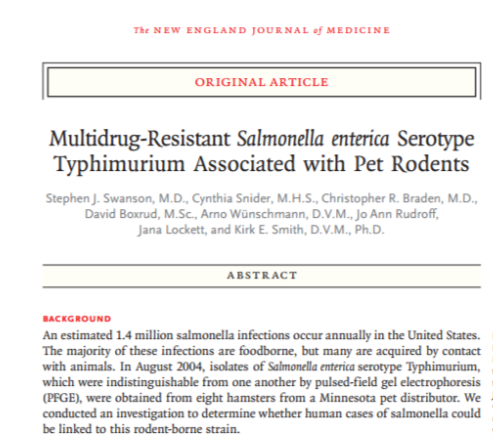 The NEW ENGLAND JOURNAL of MEDICINE
ORIGINAL ARTICLE
Multidrug-Resistant Salmonella enterica Serotype
Typhimurium Associated with Pet Rodents
Stephen J. Swanson, M.D., Cynthia Snider, M.H.S., Christopher R. Braden, M.D.,
David Boxrud, M.Sc., Arno Wünschmann, D.V.M., Jo Ann Rudroff,
Jana Lockett, and Kirk E. Smith, D.V.M., Ph.D.
ABSTRACT
BACKGROUND
An estimated 1.4 million salmonella infections occur annually in the United States.
The majority of these infections are foodborne, but many are acquired by contact
with animals. In August 2004, isolates of Salmonella enterica serotype Typhimurium,
which were indistinguishable from one another by pulsed-field gel electrophoresis
(PFGE), were obtained from eight hamsters from a Minnesota pet distributor. We
conducted an investigation to determine whether human cases of salmonella could
be linked to this rodent-borne strain.